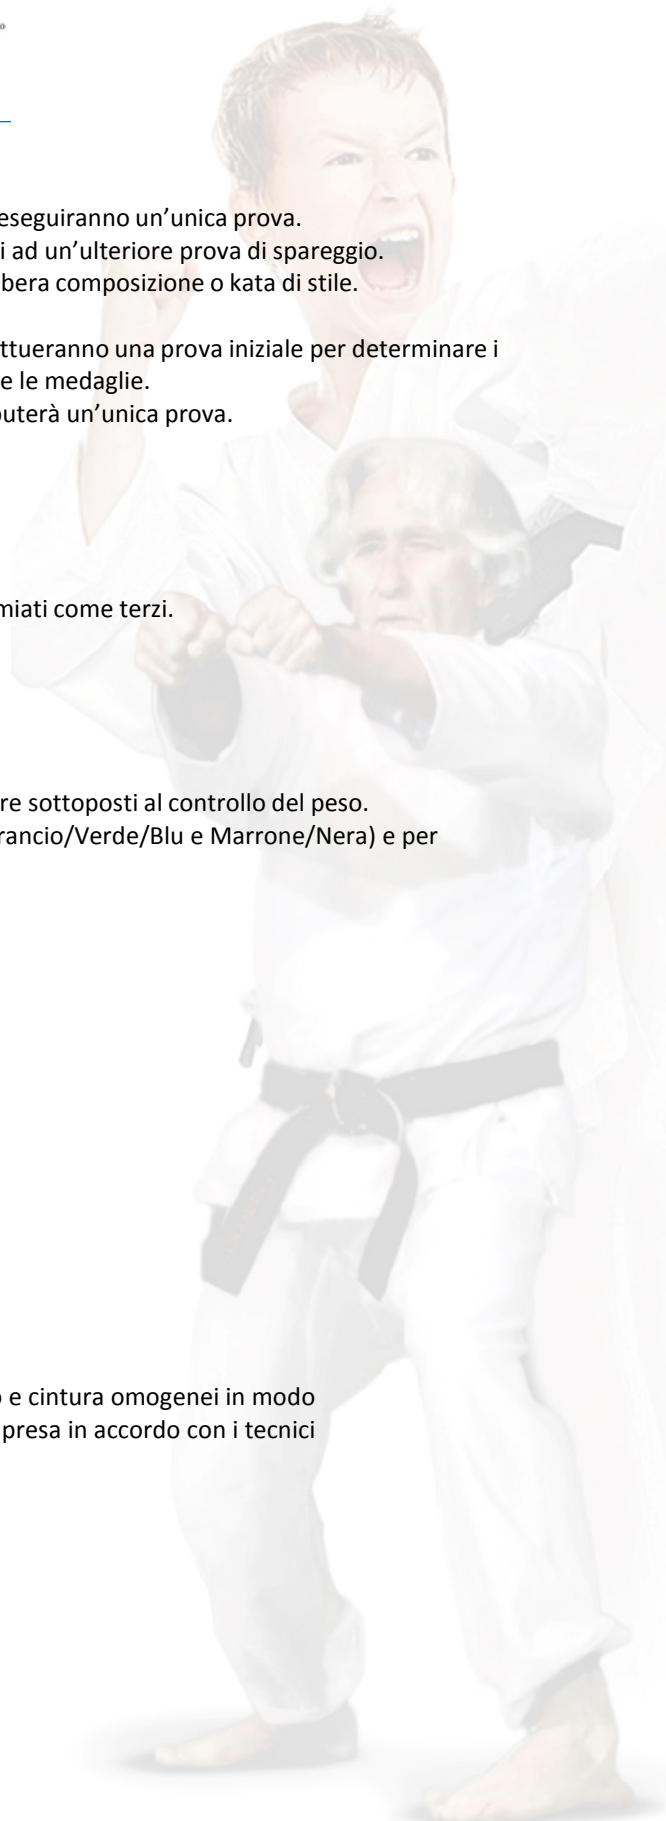 eseguiranno un’unica prova.
i ad un’ulteriore prova di spareggio.
bera composizione o kata di stile.
ttueranno una prova iniziale per determinare i
e le medaglie.
outerà un’unica prova.
miati come terzi.
re sottoposti al controllo del peso.
rancio/Verde/Blu e Marrone/Nera) e per
o e cintura omogenei in modo
presa in accordo con i tecnici